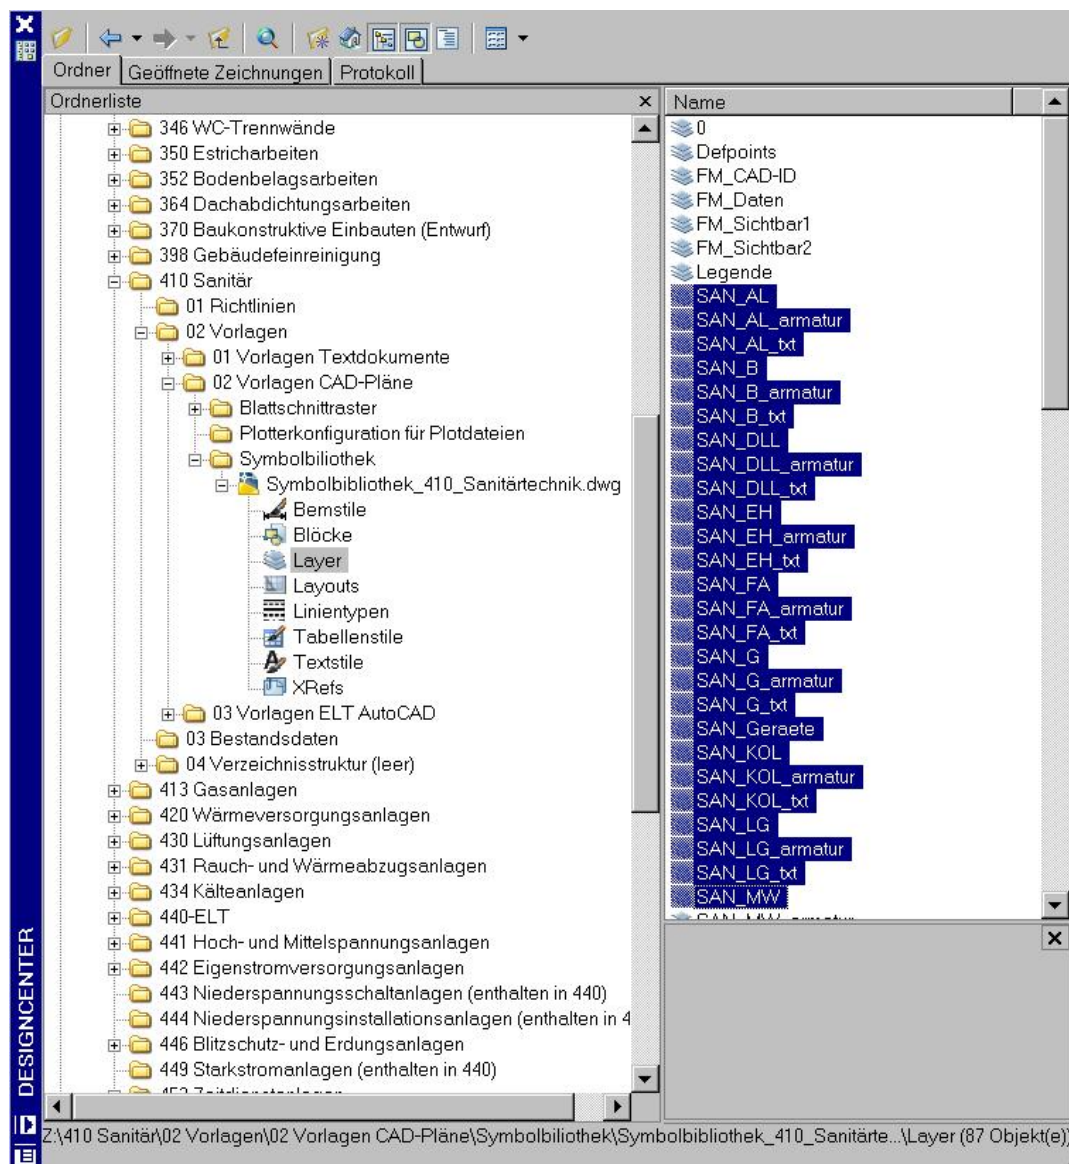 Ordner Geöffnete Zeichnungen Protokoll
Ordnerliste
346 WC-Trennwände
350 Estricharbeiten
352 Bodenbelagsarbeiten
364 Dachabdichtungsarbeiten
370 Baukonstruktive Einbauten (Entwurf)
398 Gebäudefeinreinigung
410 Sanitär
01 Richtlinien
02 Vorlagen
01 Vorlagen Textdokumente
02 Vorlagen CAD-Pläne
Blattschnittraster
Plotterkonfiguration für Plotdateien
Symbolbiliothek
Symbolbibliothek_410_Sanitärtechnik.dwg
Bemstile
Blöcke
Layer
Layouts
Linientypen
Tabellenstile
Textstile
XRefs
03 Vorlagen ELT AutoCAD
03 Bestandsdaten
04 Verzeichnisstruktur (leer)
413 Gasanlagen
420 Wärmeversorgungsanlagen
430 Lüftungsanlagen
431 Rauch- und Wärmeabzugsanlagen
434 Kälteanlagen
440-ELT
441 Hoch- und Mittelspannungsanlagen
442 Eigenstromversorgungsanlagen
443 Niederspannungsschaltanlagen (enthalten in 440)
444 Niederspannungsinstallationsanlagen (enthalten in 4
446 Blitzschutz- und Erdungsanlagen
449 Starkstromanlagen (enthalten in 440)
Name
0
Defpoints
FM_CAD-ID
FM_Daten
FM_Sichtbar1
FM_Sichtbar2
Legende
SAN_AL
SAN_AL_armatur
SAN_AL_txt
SAN_B
SAN_B_armatur
SAN_B_txt
SAN_DLL
SAN_DLL_armatur
SAN_DLL_txt
SAN_EH
SAN_EH_armatur
SAN_EH_txt
SAN_FA
SAN_FA_armatur
SAN_FA_txt
SAN_G
SAN_G_armatur
SAN_G_txt
SAN_Geraete
SAN_KOL
SAN_KOL_armatur
SAN_KOL_txt
SAN_LG
SAN_LG_armatur
SAN_LG_txt
SAN_MW
SAN_MW_armatur
DESIGNCENTER
Z:\410 Sanitär\02 Vorlagen\02 Vorlagen CAD-Pläne\Symbolbiliothek\Symbolbibliothek_410_Sanitärte...\Layer (87 Objekt(e))